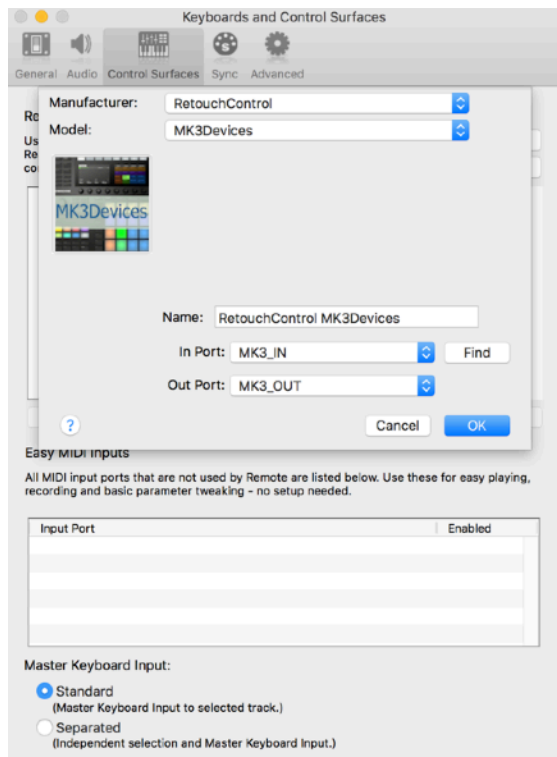 Keyboards and Control Surfaces
General Audio Control Surfaces Sync Advanced
Manufacturer: RetouchControl
Model: MK3Devices
Re
Us
Re
co
MK3Devices
Name: RetouchControl MK3Devices
In Port: MK3_IN Find
Out Port: MK3_OUT
? Cancel OK
Easy MIDI Inputs
All MIDI input ports that are not used by Remote are listed below. Use these for easy playing,
recording and basic parameter tweaking - no setup needed.
Input Port Enabled
Master Keyboard Input:
Standard
(Master Keyboard Input to selected track.)
Separated
(Independent selection and Master Keyboard Input.)